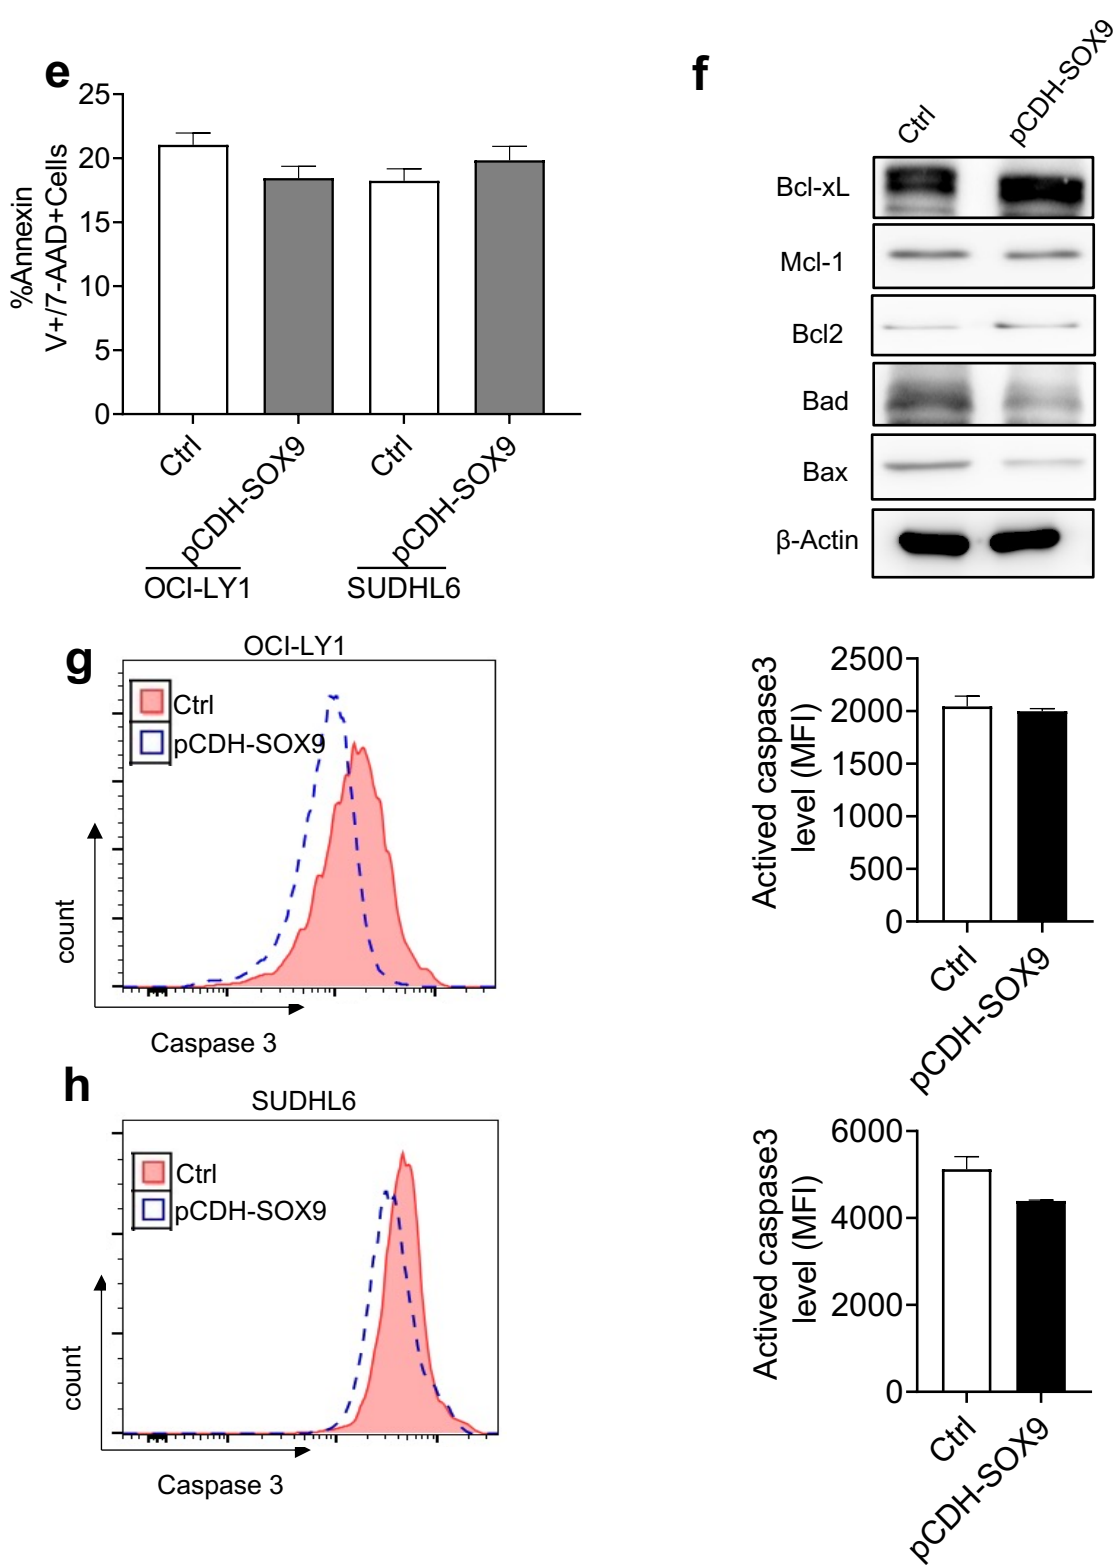 e
%Annexin
V+/7-AAD+Cells
25
20
15
10
5
0
Ctrl
pCDH-SOX9
Ctrl
pCDH-SOX9
OCI-LY1
SUDHL6
f
Ctrl
pCDH-SOX9
Bcl-xL
Mcl-1
Bcl2
Bad
Bax
β-Actin
g
OCI-LY1
Ctrl
pCDH-SOX9
count
Caspase 3
Actived caspase3
level (MFI)
2500
2000
1500
1000
500
0
Ctrl
pCDH-SOX9
h
SUDHL6
Ctrl
pCDH-SOX9
count
Caspase 3
Actived caspase3
level (MFI)
6000
4000
2000
0
Ctrl
pCDH-SOX9